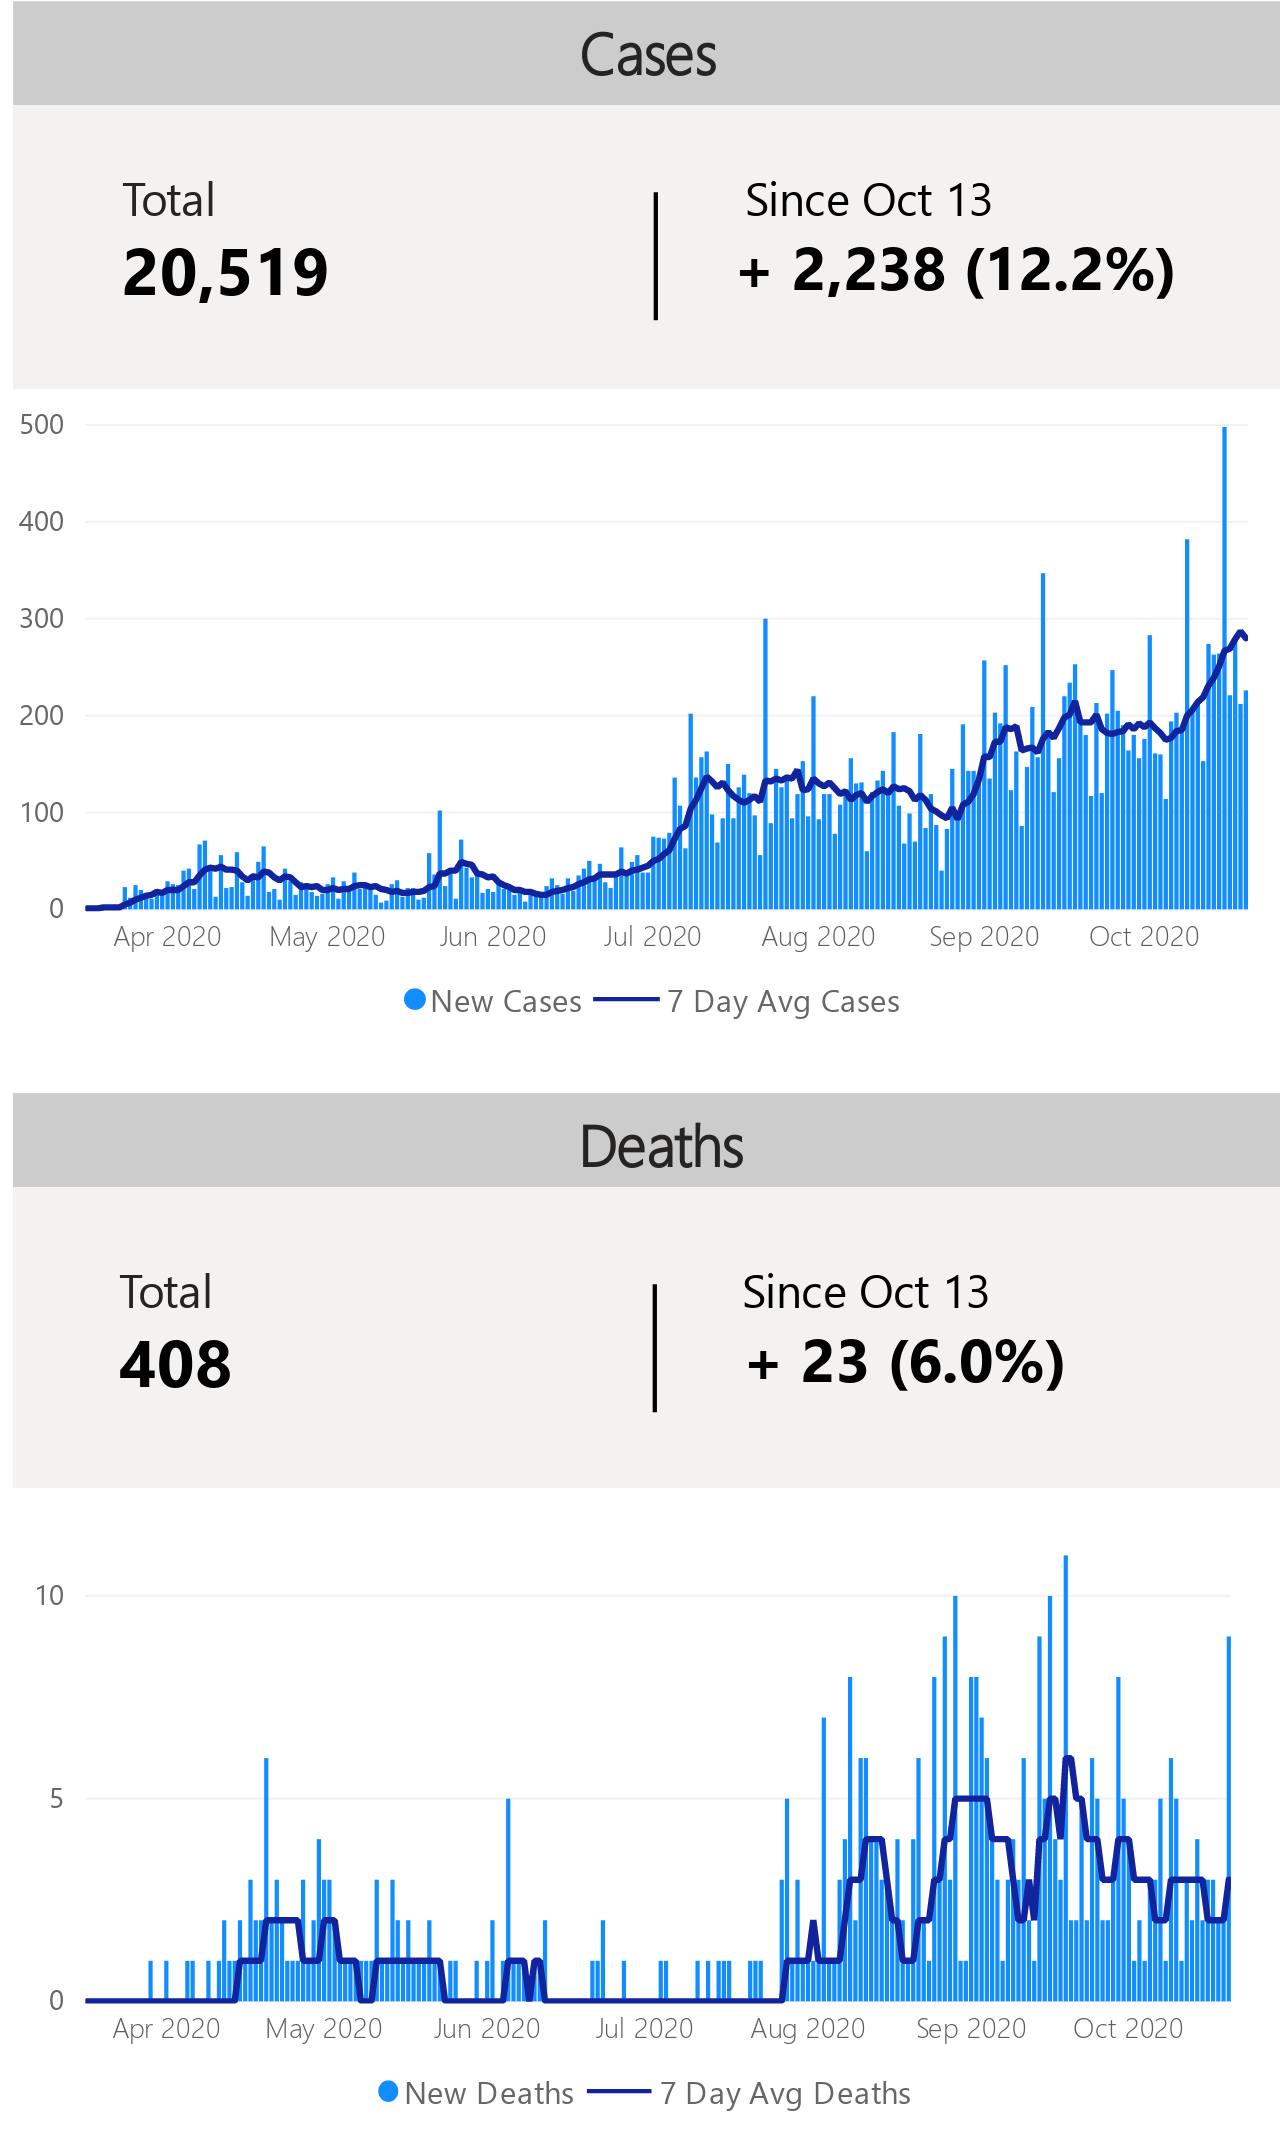 Cases
Total
Since Oct 13
20,519
+ 2,238 (12.2%)
500
400
300
200
100
0
Apr 2020
May 2020
Jun 2020
Jul 2020
Aug 2020
Sep 2020
Oct 2020
New Cases
7 Day Avg Cases
Deaths
Total
Since Oct 13
408
+ 23 (6.0%)
10
5
0
Apr 2020
May 2020
Jun 2020
Jul 2020
Aug 2020
Sep 2020
Oct 2020
New Deaths
7 Day Avg Deaths